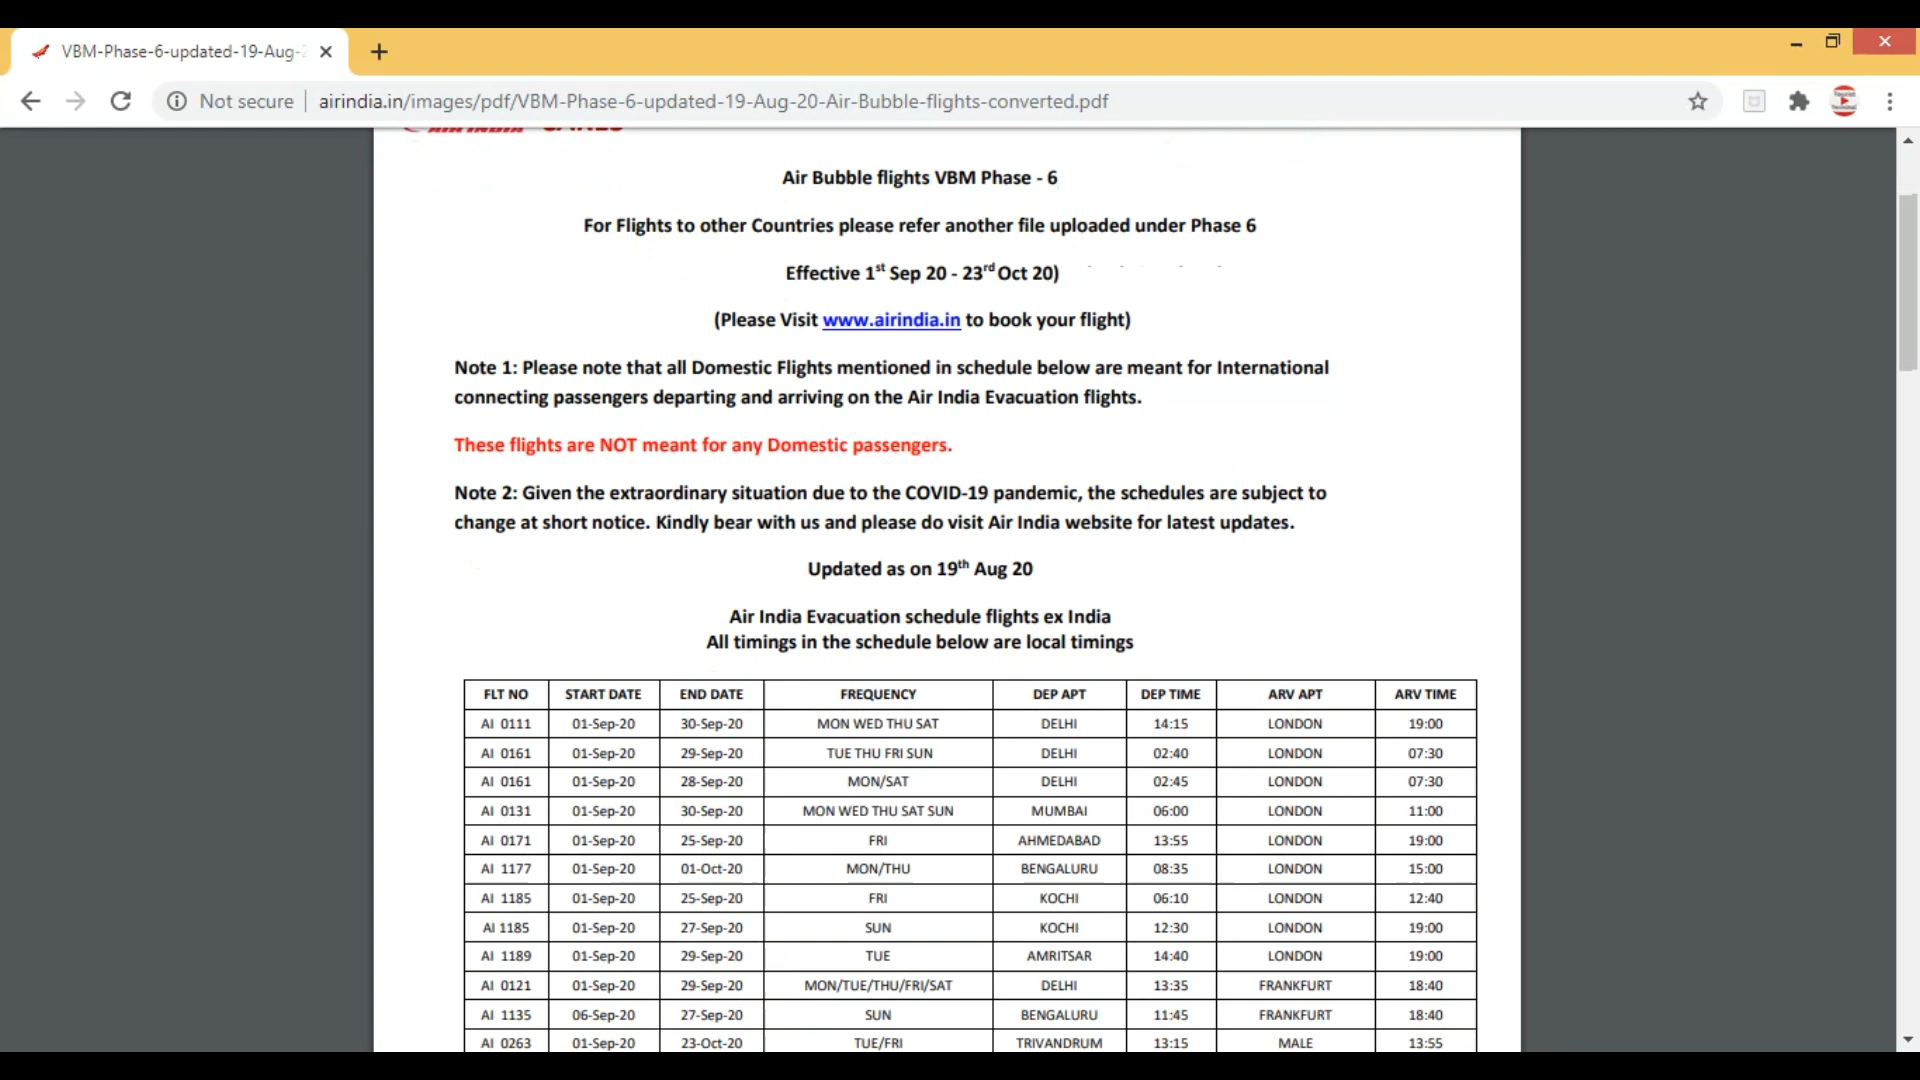 VBM-Phase-6-updated-19-Aug-2
Not secure
airindia.in/images/pdf/VBM-Phase-6-updated-19-Aug-20-Air-Bubble-flights-converted.pdf
Air Bubble flights VBM Phase - 6
For Flights to other Countries please refer another file uploaded under Phase 6
Effective 1st Sep 20 - 23rd Oct 20)
(Please Visit www.airindia.in to book your flight)
Note 1: Please note that all Domestic Flights mentioned in schedule below are meant for International
connecting passengers departing and arriving on the Air India Evacuation flights.
These flights are NOT meant for any Domestic passengers.
Note 2: Given the extraordinary situation due to the COVID-19 pandemic, the schedules are subject to
change at short notice. Kindly bear with us and please do visit Air India website for latest updates.
Updated as on 19th Aug 20
Air India Evacuation schedule flights ex India
All timings in the schedule below are local timings
FLT NO START DATE END DATE FREQUENCY DEP APT DEP TIME ARV APT ARV TIME
AI 0111 01-Sep-20 30-Sep-20 MON WED THU SAT DELHI 14:15 LONDON 19:00
AI 0161 01-Sep-20 29-Sep-20 TUE THU FRI SUN DELHI 02:40 LONDON 07:30
AI 0161 01-Sep-20 28-Sep-20 MON/SAT DELHI 02:45 LONDON 07:30
AI 0131 01-Sep-20 30-Sep-20 MON WED THU SAT SUN MUMBAI 06:00 LONDON 11:00
AI 0171 01-Sep-20 25-Sep-20 FRI AHMEDABAD 13:55 LONDON 19:00
AI 1177 01-Sep-20 01-Oct-20 MON/THU BENGALURU 08:35 LONDON 15:00
AI 1185 01-Sep-20 25-Sep-20 FRI KOCHI 06:10 LONDON 12:40
AI 1185 01-Sep-20 27-Sep-20 SUN KOCHI 12:30 LONDON 19:00
AI 1189 01-Sep-20 29-Sep-20 TUE AMRITSAR 14:40 LONDON 19:00
AI 0121 01-Sep-20 29-Sep-20 MON/TUE/THU/FRI/SAT DELHI 13:35 FRANKFURT 18:40
AI 1135 06-Sep-20 27-Sep-20 SUN BENGALURU 11:45 FRANKFURT 18:40
AI 0263 01-Sep-20 23-Oct-20 TUE/FRI TRIVANDRUM 13:15 MALE 13:55